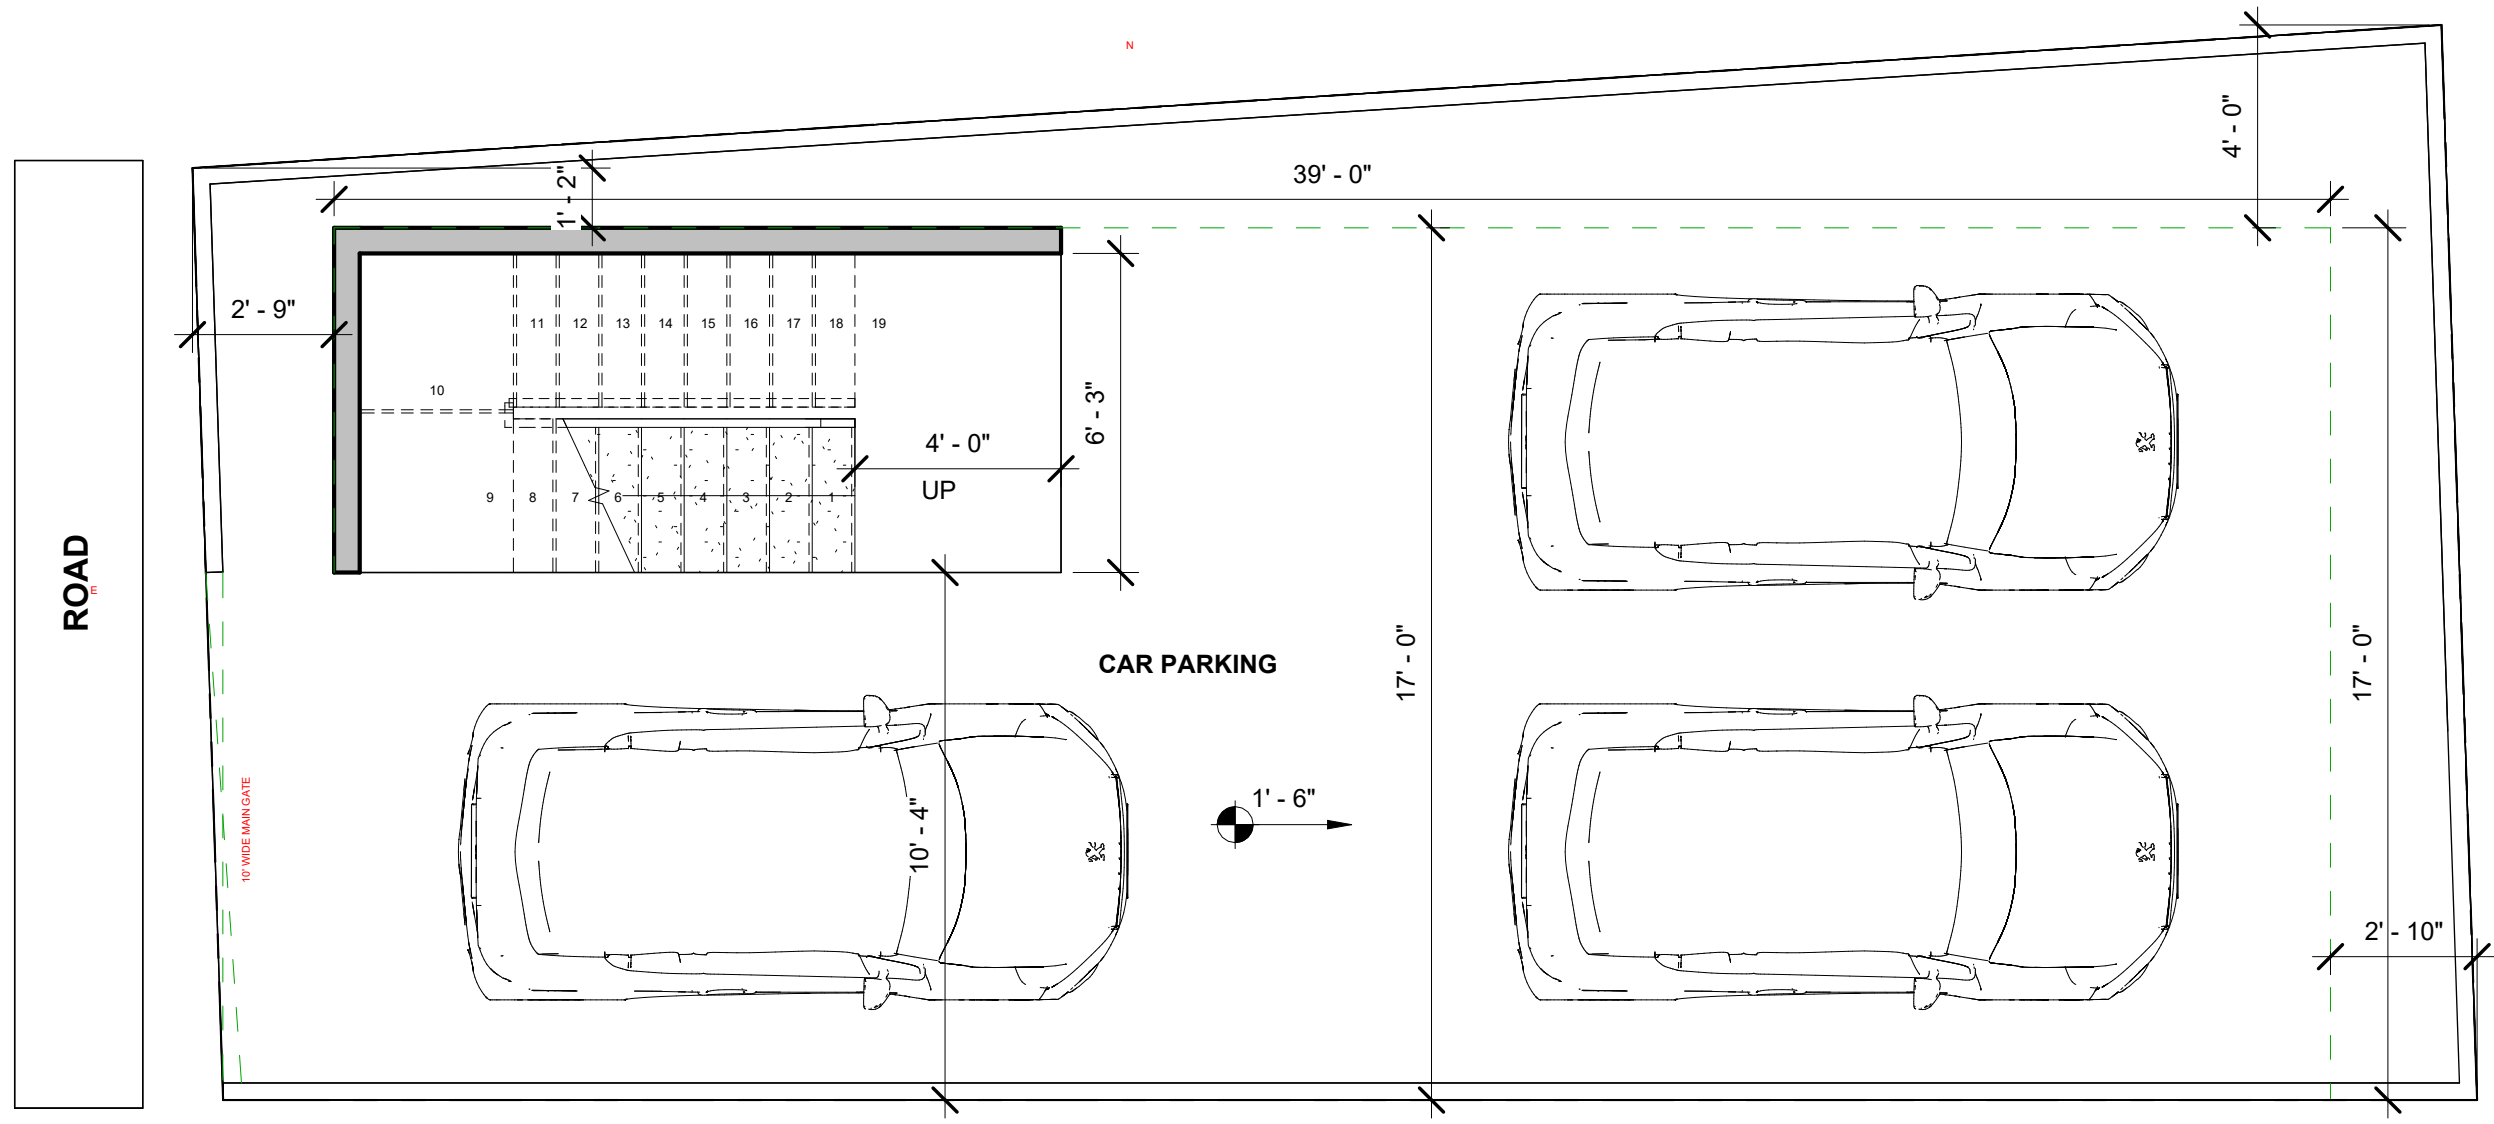 N
4' - 0"
1' - 2"
39' - 0"
2' - 9"
11 12 13 14 15 16 17 18 19
10
6' - 3"
4' - 0"
UP
9 8 7 6 5 4 3 2 1
ROAD
E
CAR PARKING
17' - 0"
17' - 0"
10' WIDE MAIN GATE
10' - 4"
1' - 6"
2' - 10"